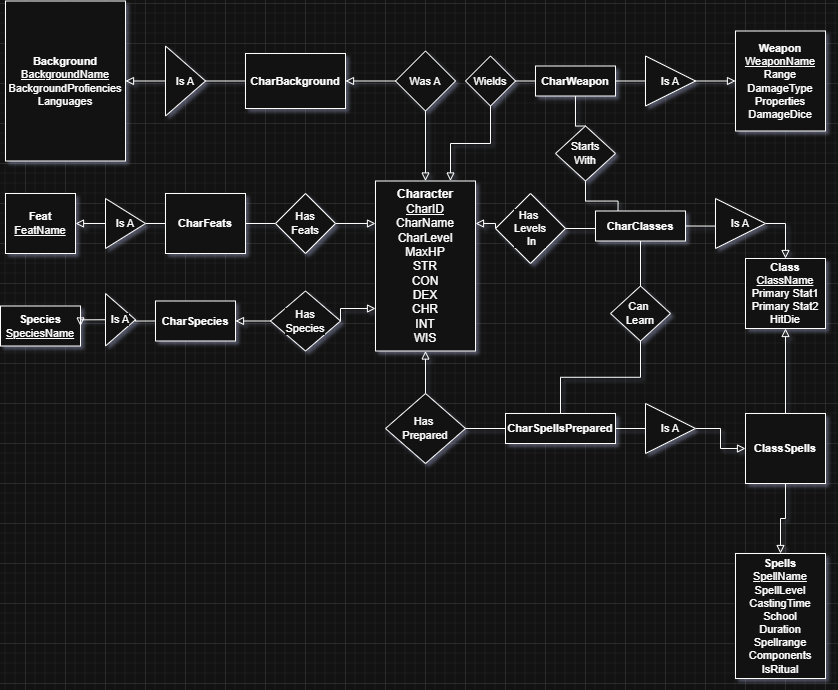 Background
BackgroundName
BackgroundProfiencies
Languages
Is A
CharBackground
Was A
Wields
CharWeapon
Is A
Weapon
WeaponName
Range
DamageType
Properties
DamageDice
Starts
With
Feat
FeatName
Is A
CharFeats
Has
Feats
Character
CharID
CharName
CharLevel
MaxHP
STR
CON
DEX
CHR
INT
WIS
Has
Levels
In
CharClasses
Is A
Class
ClassName
Primary Stat1
Primary Stat2
HitDie
Species
SpeciesName
Is A
CharSpecies
Has
Species
Can
Learn
Has
Prepared
CharSpellsPrepared
Is A
ClassSpells
Spells
SpellName
SpellLevel
CastingTime
School
Duration
Spellrange
Components
IsRitual